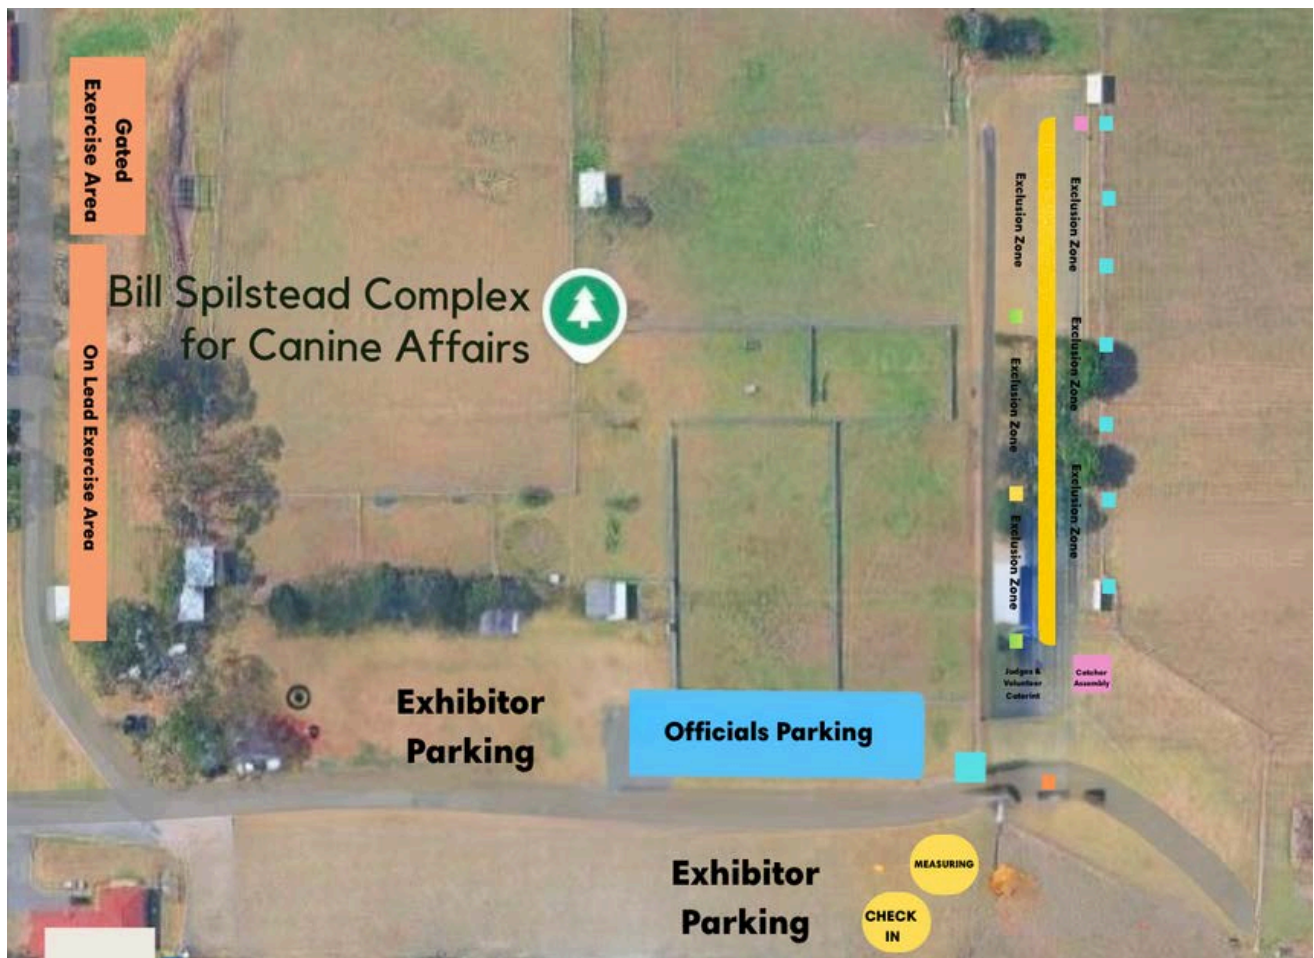 Gated
Exercise Area
On Lead Exercise Area
Bill Spilstead Complex
for Canine Affairs
Exclusion Zone
Exclusion Zone
Exclusion Zone
Exclusion Zone
Exclusion Zone
Exclusion Zone
Judges &
Volunteer
Caterint
Catcher
Assembly
Exhibitor
Parking
Officials Parking
Exhibitor
Parking
MEASURING
CHECK
IN